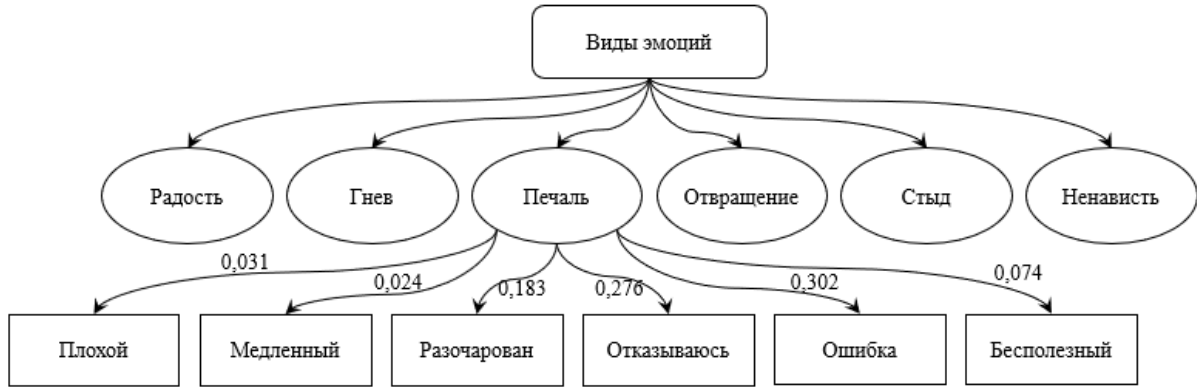 Виды эмоций
Радость
Гнев
Печаль
Отвращение
Стыд
Ненависть
0,031
0,024
0,183
0,276
0,302
0,074
Плохой
Медленный
Разочарован
Отказываюсь
Ошибка
Бесполезный